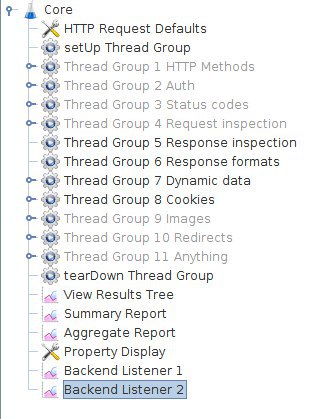 Core
HTTP Request Defaults
setUp Thread Group
Thread Group 1 HTTP Methods
Thread Group 2 Auth
Thread Group 3 Status codes
Thread Group 4 Request inspection
Thread Group 5 Response inspection
Thread Group 6 Response formats
Thread Group 7 Dynamic data
Thread Group 8 Cookies
Thread Group 9 Images
Thread Group 10 Redirects
Thread Group 11 Anything
tearDown Thread Group
View Results Tree
Summary Report
Aggregate Report
Property Display
Backend Listener 1
Backend Listener 2